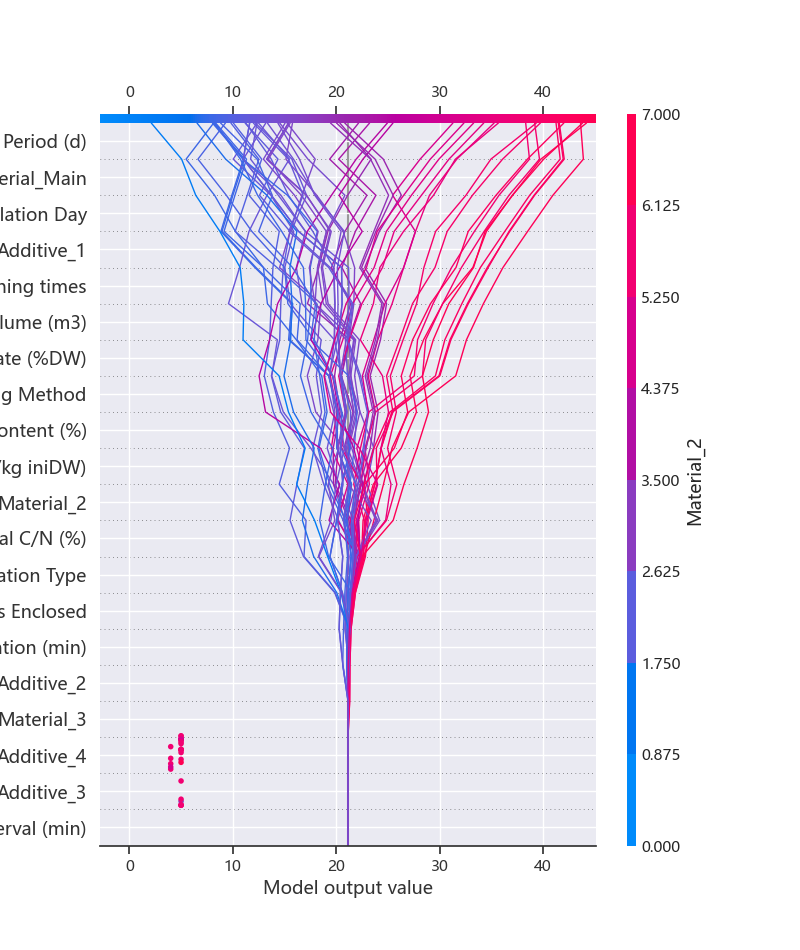 0 10 20 30 40
Period (d)
erial_Main
lation Day
Additive_1
ning times
lume (m3)
ate (%DW)
g Method
ontent (%)
/kg iniDW)
Material_2
al C/N (%)
ation Type
s Enclosed
tion (min)
Additive_2
Material_3
Additive_4
Additive_3
erval (min)
0 10 20 30 40
Model output value
7.000
6.125
5.250
4.375
3.500
2.625
1.750
0.875
0.000
Material_2